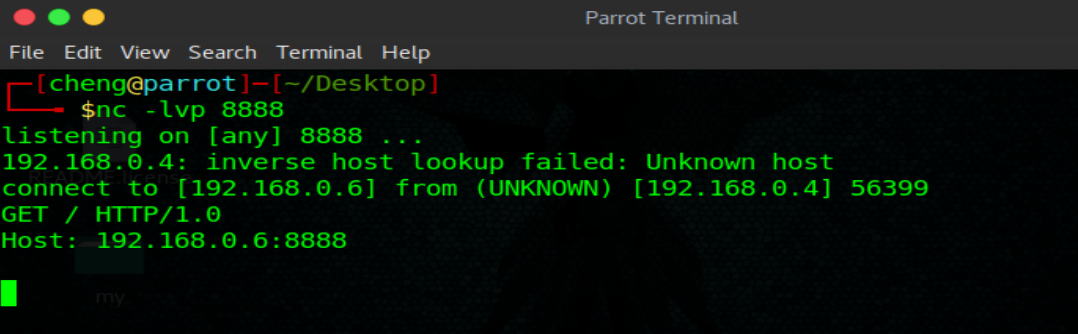 Parrot Terminal
File Edit View Search Terminal Help
[cheng@parrot]─[~/Desktop]
$nc -lvp 8888
listening on [any] 8888 ...
192.168.0.4: inverse host lookup failed: Unknown host
connect to [192.168.0.6] from (UNKNOWN) [192.168.0.4] 56399
GET / HTTP/1.0
Host: 192.168.0.6:8888
my